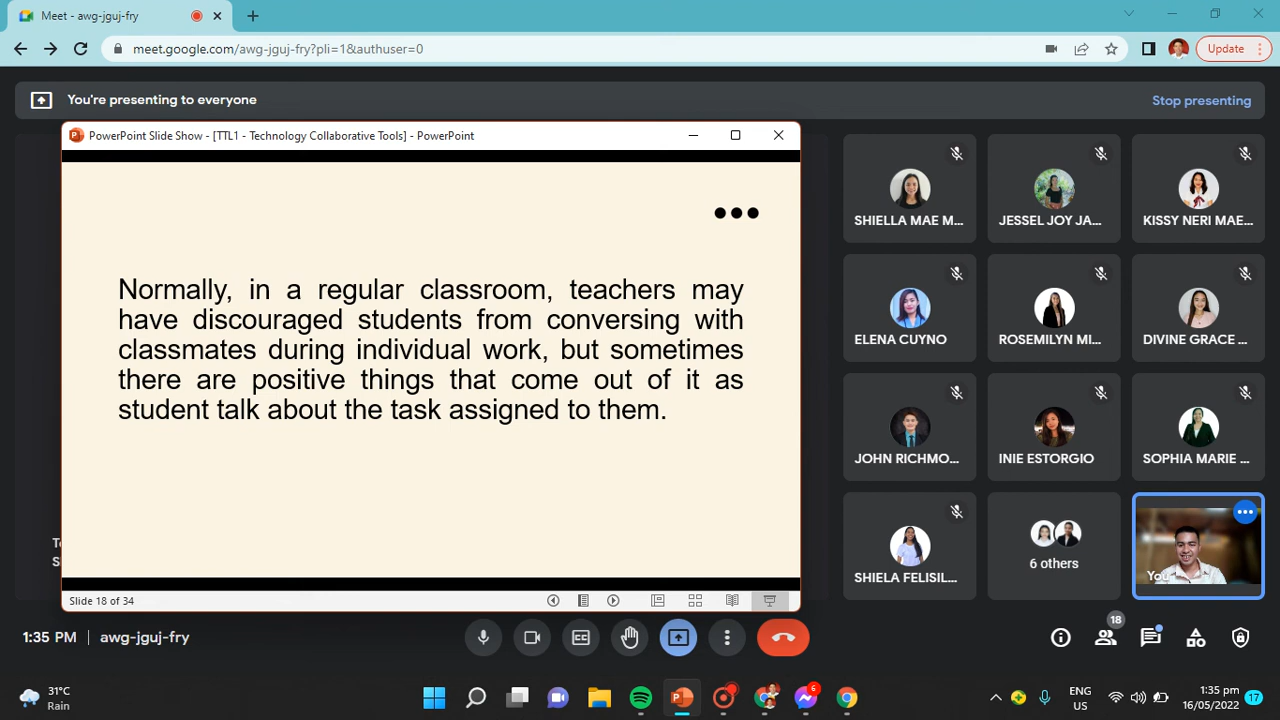 Meet - awg-jguj-fry
meet.google.com/awg-jguj-fry?pli=1&authuser=0
Update
You're presenting to everyone
Stop presenting
PowerPoint Slide Show - [TTL1 - Technology Collaborative Tools] - PowerPoint
Normally, in a regular classroom, teachers may
have discouraged students from conversing with
classmates during individual work, but sometimes
there are positive things that come out of it as
student talk about the task assigned to them.
Slide 18 of 34
SHIELLA MAE M...
JESSEL JOY JA...
KISSY NERI MAE...
ELENA CUYNO
ROSEMILYN MI...
DIVINE GRACE ...
JOHN RICHMO...
INIE ESTORGIO
SOPHIA MARIE ...
SHIELA FELISIL...
6 others
You
1:35 PM
awg-jguj-fry
CC
18
31°C
Rain
6
ENG
US
1:35 pm
16/05/2022
17